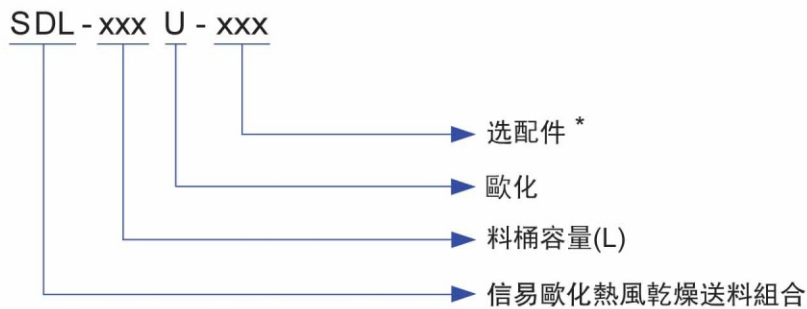 SDL - xxx U - xxx
选配件 *
歐化
料桶容量(L)
信易歐化熱風乾燥送料組合